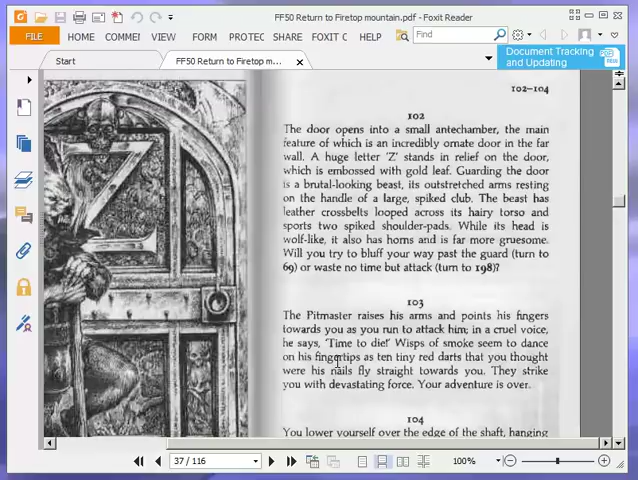 FF50 Return to Firetop mountain.pdf - Foxit Reader
FILE HOME COMMEI VIEW FORM PROTEC SHARE FOXIT C HELP Find
Document Tracking
and Updating
Start FF50 Return to Firetop m...
102–104
102
The door opens into a small antechamber, the main
feature of which is an incredibly ornate door in the far
wall. A huge letter 'Z' stands in relief on the door,
which is embossed with gold leaf. Guarding the door
is a brutal-looking beast, its outstretched arms resting
on the handle of a large, spiked club. The beast has
leather crossbelts looped across its hairy torso and
sports two spiked shoulder-pads. While its head is
wolf-like, it also has horns and is far more gruesome.
Will you try to bluff your way past the guard (turn to
69) or waste no time but attack (turn to 198)?
103
The Pitmaster raises his arms and points his fingers
towards you as you run to attack him; in a cruel voice,
he says, 'Time to die!' Wisps of smoke seem to dance
on his fingertips as ten tiny red darts that you thought
were his nails fly straight towards you. They strike
you with devastating force. Your adventure is over.
104
You lower yourself over the edge of the shaft, hanging
37 / 116 100%